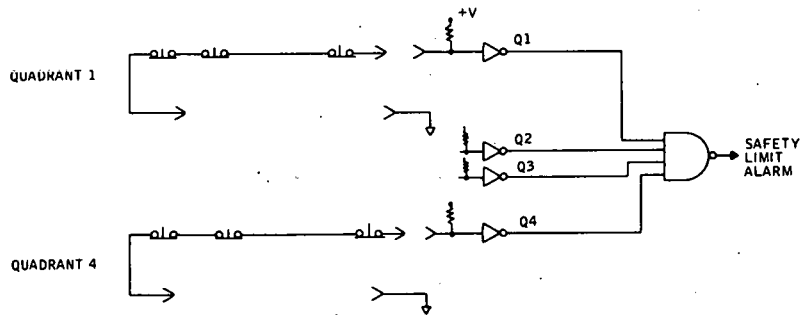 +V
Q1
QUADRANT 1
Q2
Q3
SAFETY
LIMIT
ALARM
Q4
QUADRANT 4